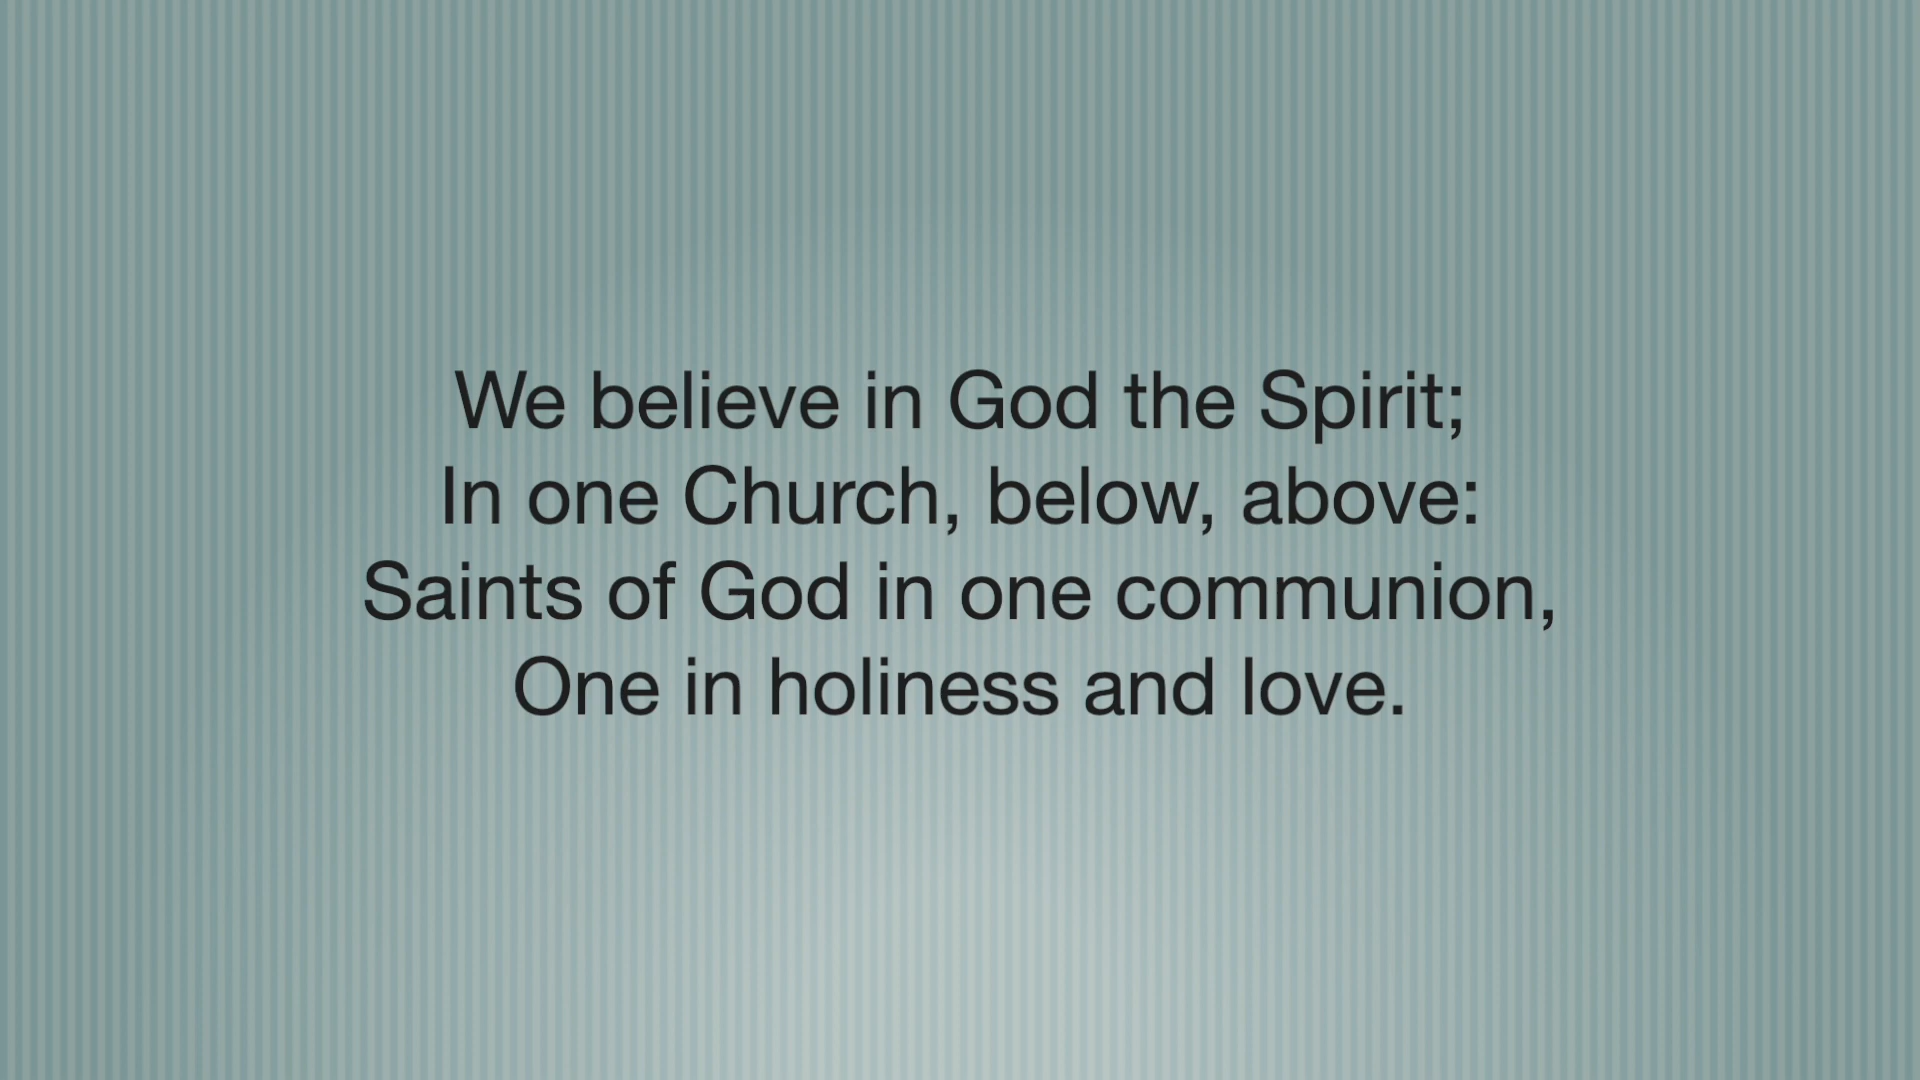 We believe in God the Spirit;
In one Church, below, above:
Saints of God in one communion,
One in holiness and love.